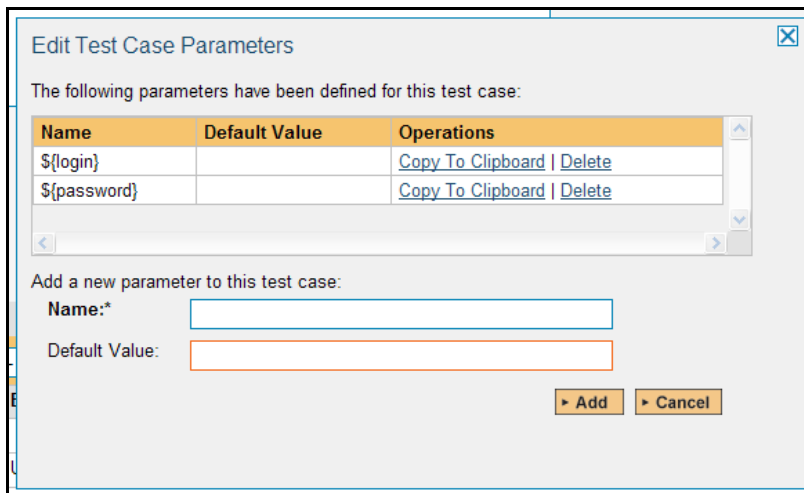 Edit Test Case Parameters
The following parameters have been defined for this test case:
Name Default Value Operations
${login} Copy To Clipboard | Delete
${password} Copy To Clipboard | Delete
Add a new parameter to this test case:
Name:*
Default Value:
Add Cancel